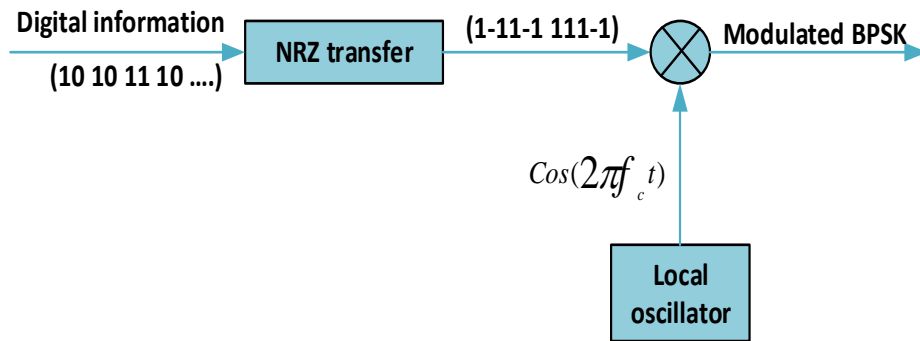 Digital information
(10 10 11 10 ....)
NRZ transfer
(1-11-1 111-1)
Modulated BPSK
Cos(2πf_c t)
Local
oscillator